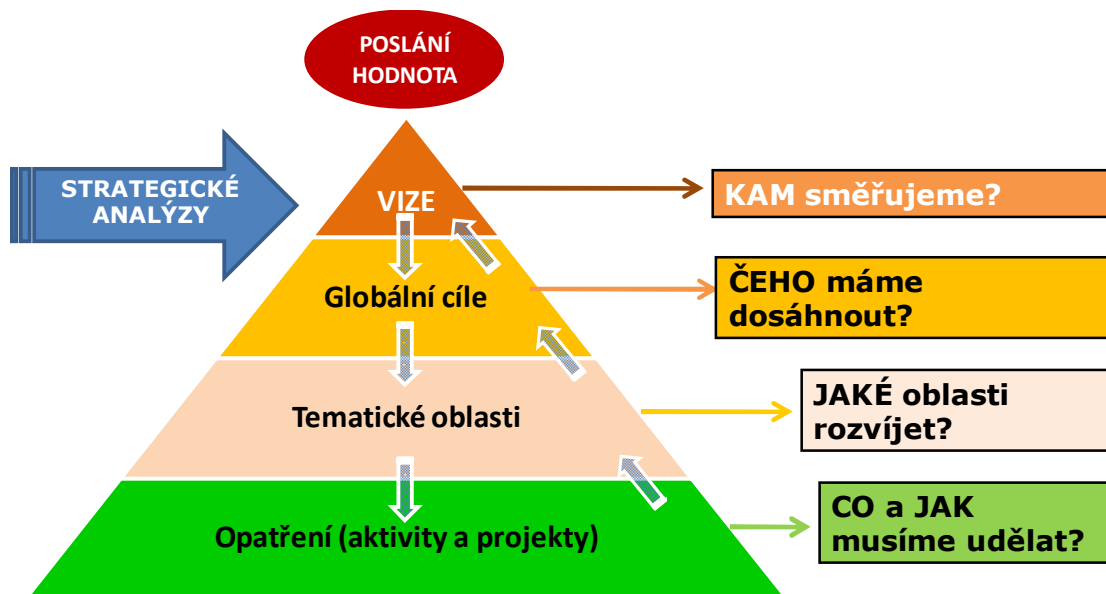 POSLÁNÍ
HODNOTA
STRATEGICKÉ
ANALÝZY
VIZE
KAM směřujeme?
Globální cíle
ČEHO máme
dosáhnout?
Tematické oblasti
JAKÉ oblasti
rozvíjet?
Opatření (aktivity a projekty)
CO a JAK
musíme udělat?